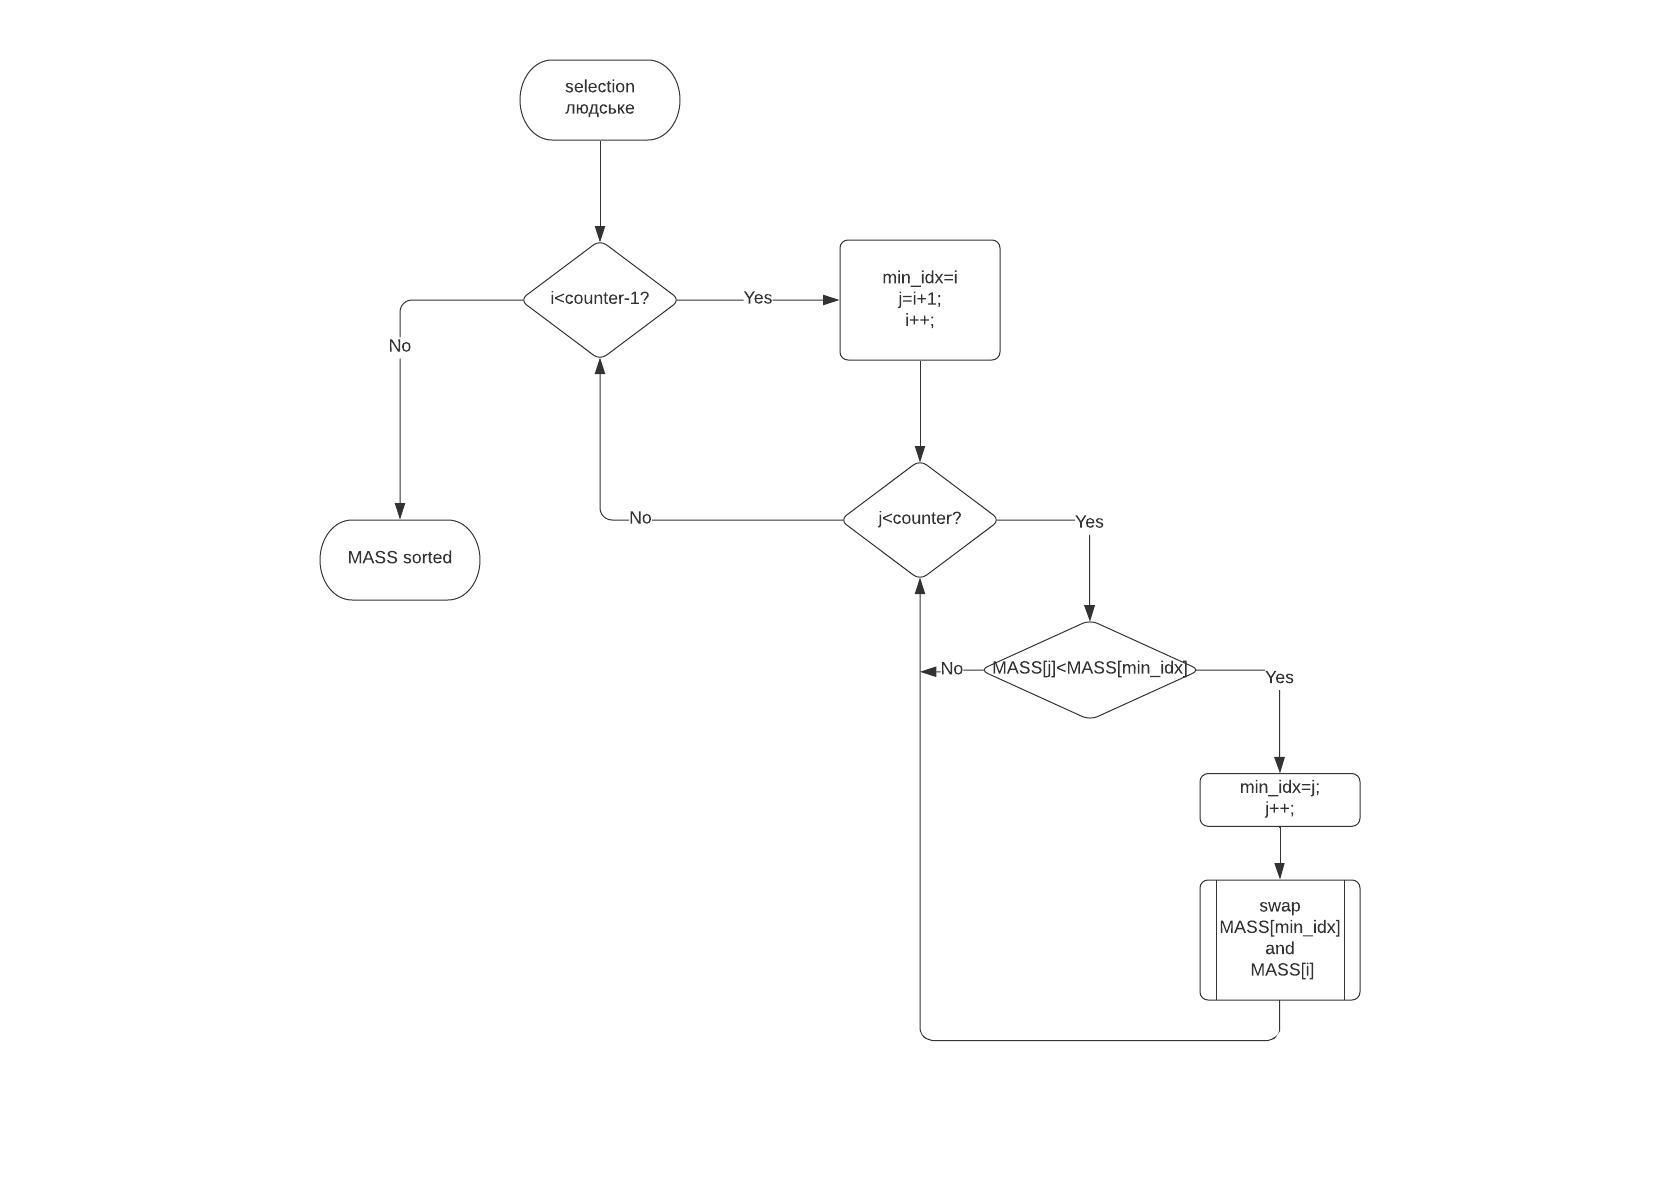 selection
людське
i<counter-1?
Yes
min_idx=i
j=i+1;
i++;
No
MASS sorted
j<counter?
No
Yes
MASS[j]<MASS[min_idx]
No
Yes
min_idx=j;
j++;
swap
MASS[min_idx]
and
MASS[i]